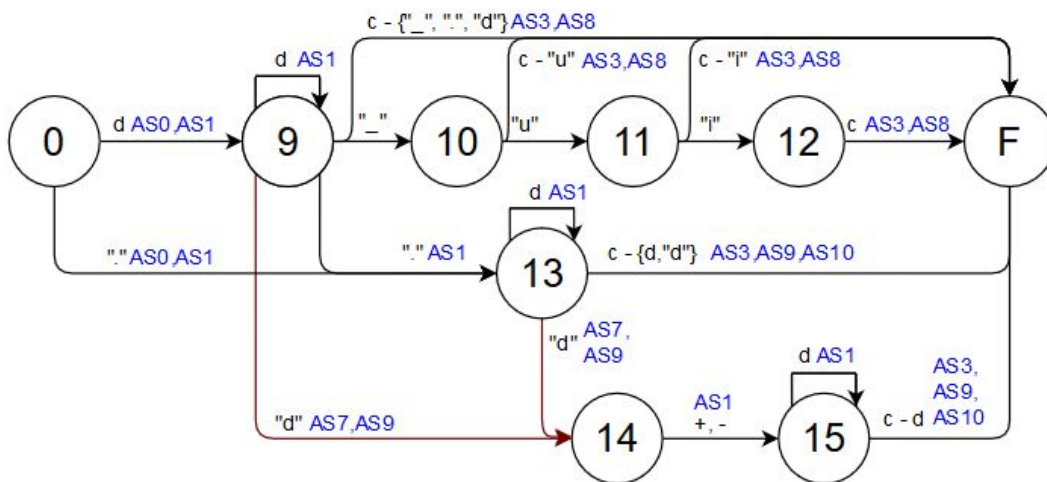 c - {"_", ".", "d"} AS3,AS8
d AS1
c - "u" AS3,AS8
c - "i" AS3,AS8
0
d AS0,AS1
9
"_"
10
"u"
11
"i"
12
c AS3,AS8
F
d AS1
"." AS0,AS1
"." AS1
13
c - {d,"d"} AS3,AS9,AS10
"d" AS7,
AS9
d AS1
AS3,
AS9,
AS10
"d" AS7,AS9
14
AS1
+, -
15
c - d